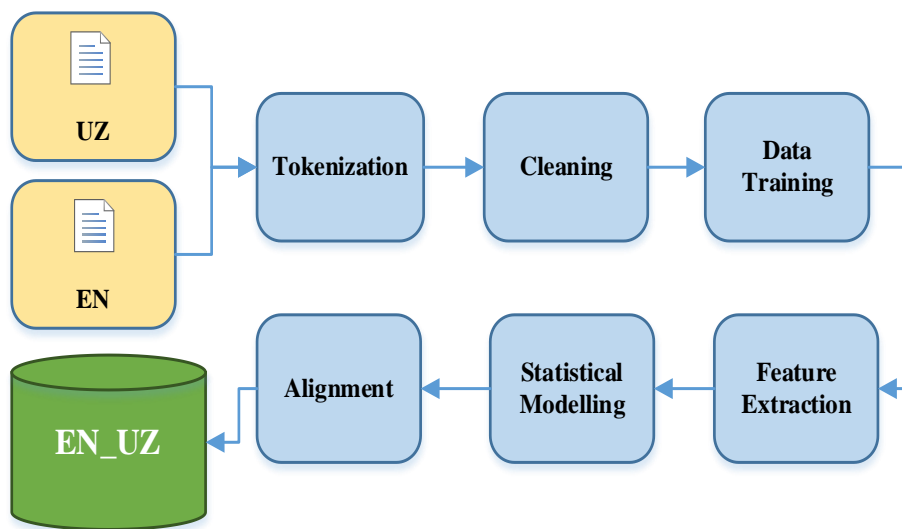 UZ
EN
Tokenization
Cleaning
Data
Training
Feature
Extraction
Statistical
Modelling
Alignment
EN_UZ